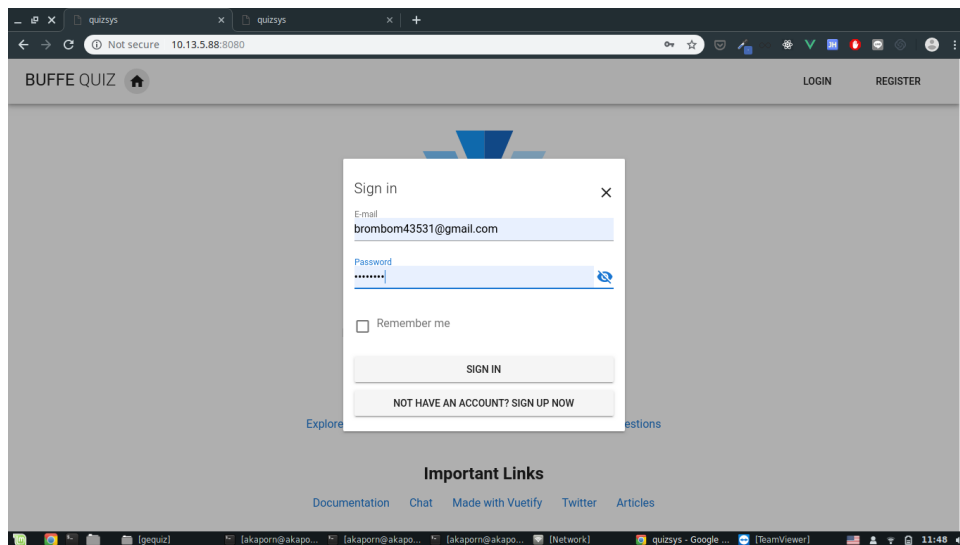 quizsys
quizsys
Not secure 10.13.5.88:8080
BUFFE QUIZ
LOGIN
REGISTER
Sign in
E-mail
brombom43531@gmail.com
Password
••••••••
Remember me
SIGN IN
NOT HAVE AN ACCOUNT? SIGN UP NOW
Explore
estions
Important Links
Documentation Chat Made with Vuetify Twitter Articles
[gequiz] [akaporn@akapo... [akaporn@akapo... [akaporn@akapo... [Network] quizsys - Google ... [TeamViewer] 11:48